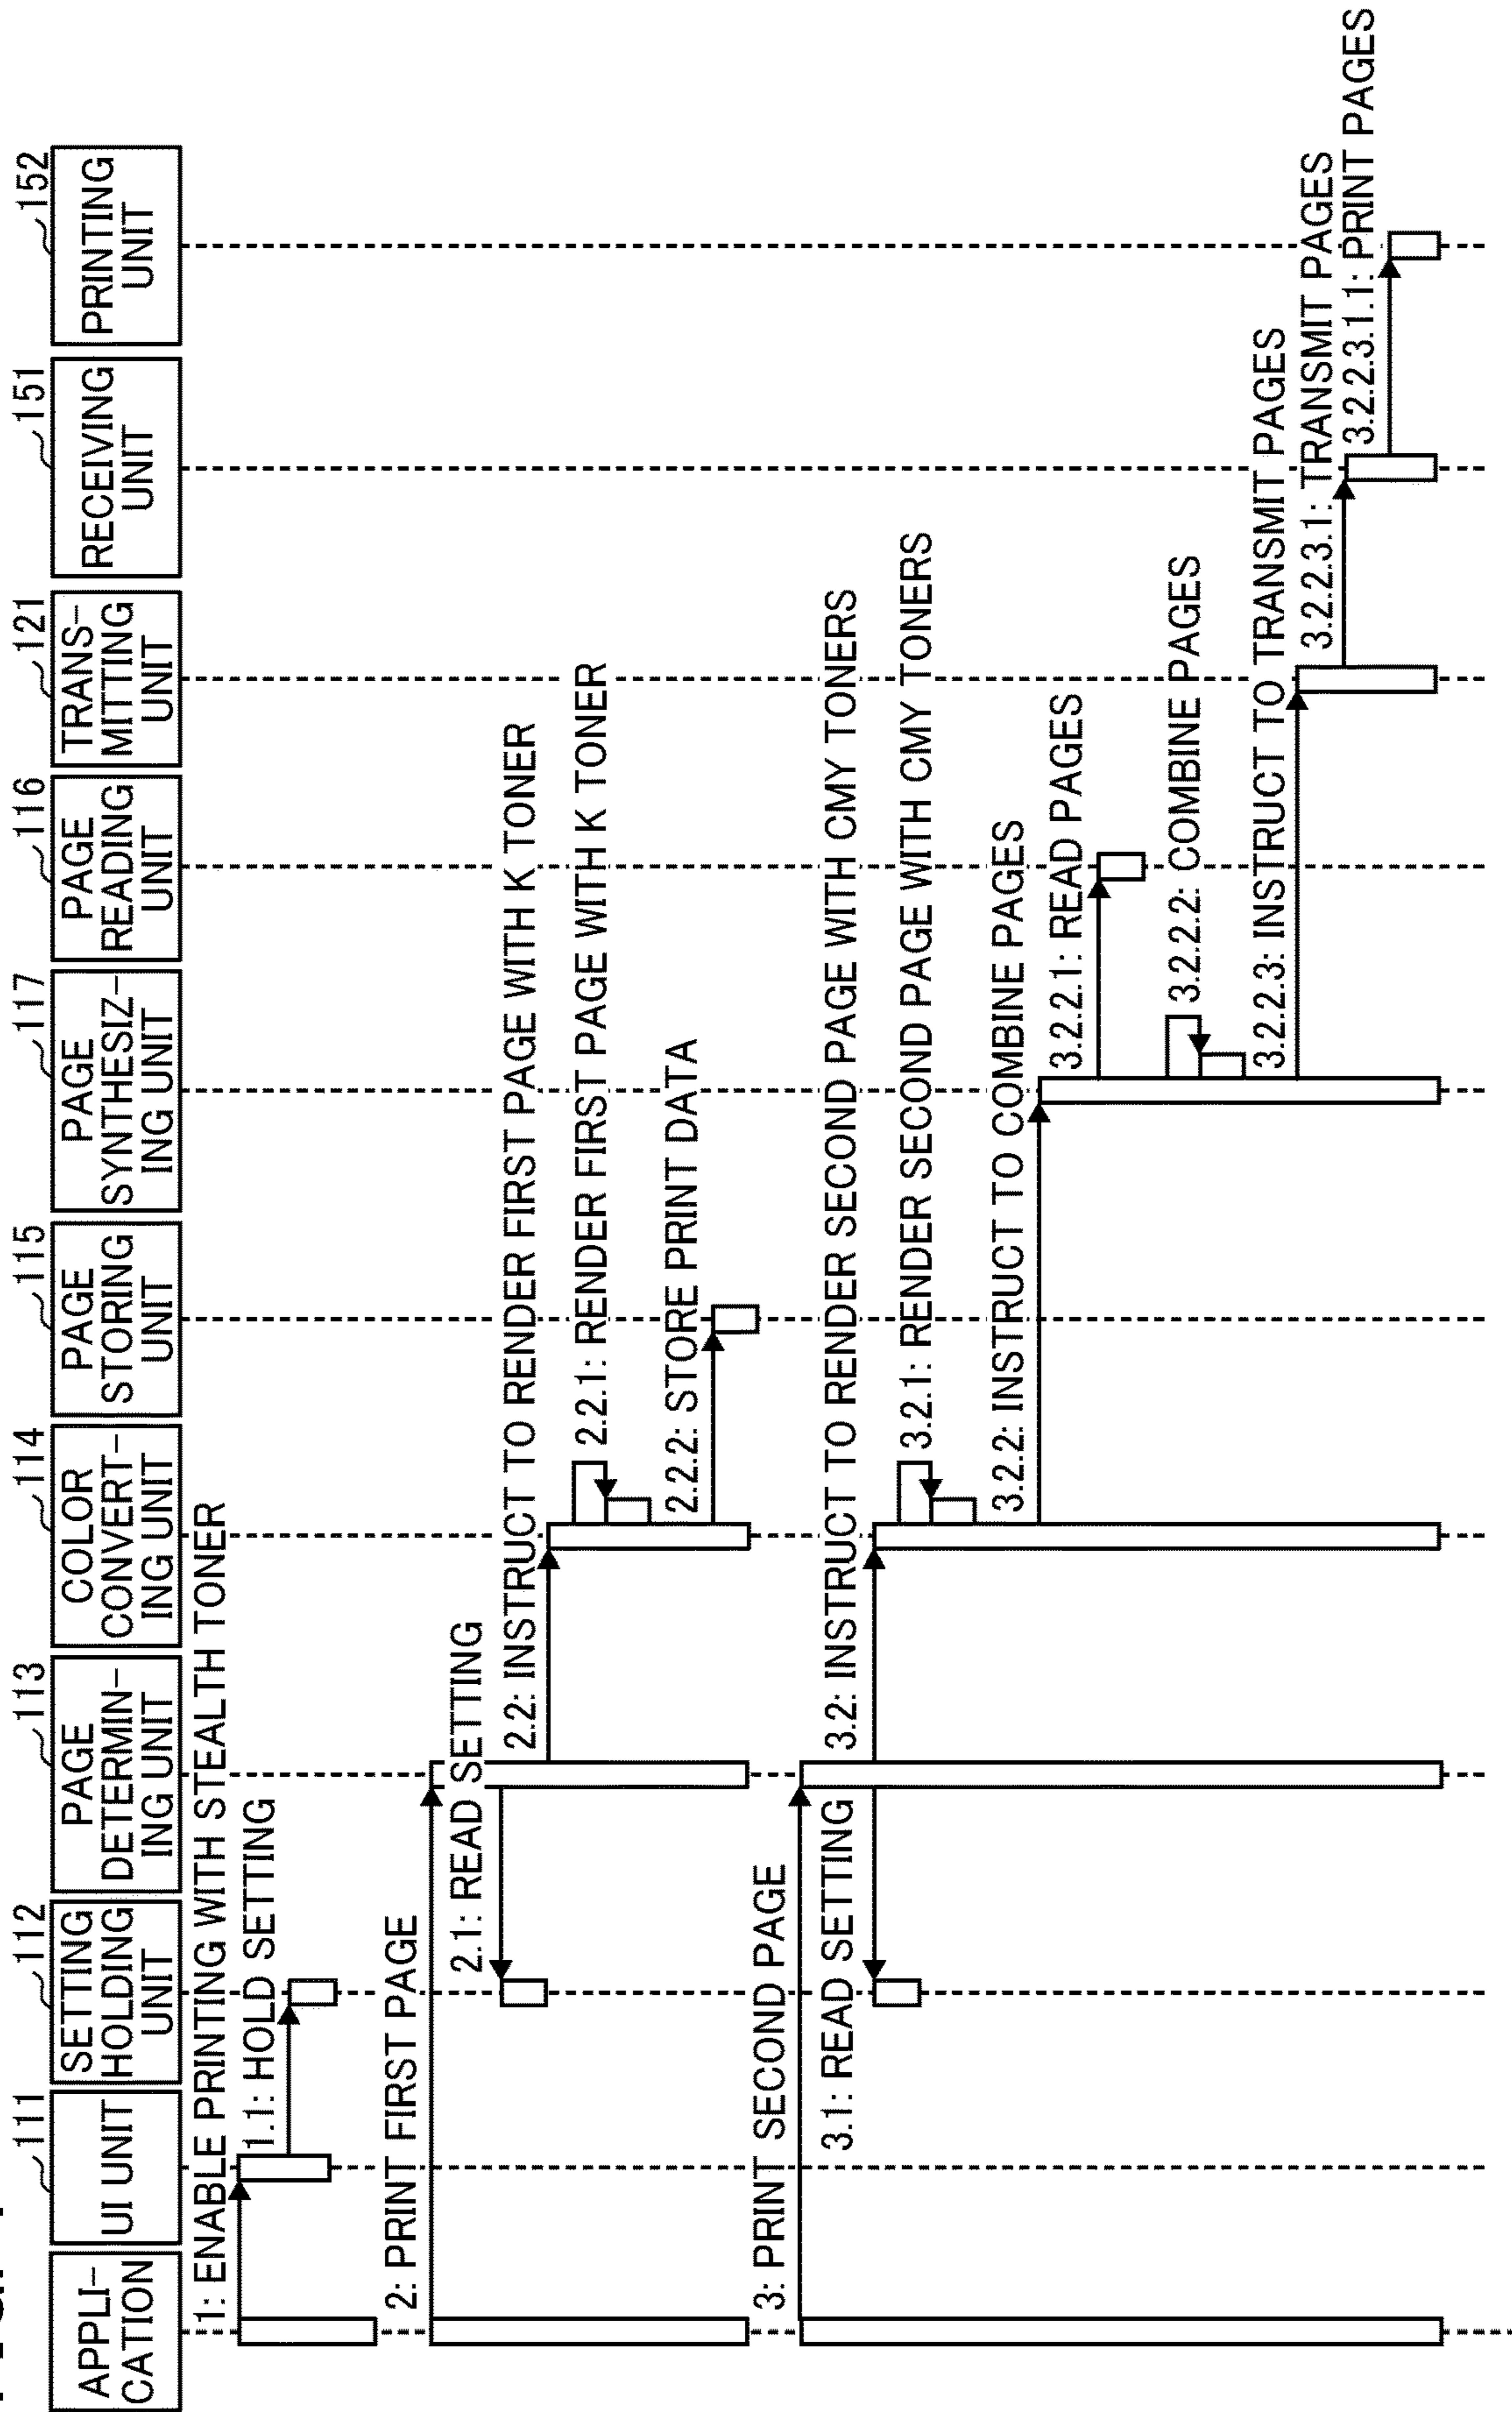 APPLI-
CATION
111
UI UNIT
112
SETTING
HOLDING
UNIT
113
PAGE
DETERMIN-
ING UNIT
114
COLOR
CONVERT-
ING UNIT
115
PAGE
STORING
UNIT
117
PAGE
SYNTHESIZ-
ING UNIT
116
PAGE
READING
UNIT
121
TRANS-
MITTING
UNIT
151
RECEIVING
UNIT
152
PRINTING
UNIT
1: ENABLE PRINTING WITH STEALTH TONER
1.1: HOLD SETTING
2: PRINT FIRST PAGE
2.1: READ SETTING
2.2: INSTRUCT TO RENDER FIRST PAGE WITH K TONER
2.2.1: RENDER FIRST PAGE WITH K TONER
2.2.2: STORE PRINT DATA
3: PRINT SECOND PAGE
3.1: READ SETTING
3.2: INSTRUCT TO RENDER SECOND PAGE WITH CMY TONERS
3.2.1: RENDER SECOND PAGE WITH CMY TONERS
3.2.2: INSTRUCT TO COMBINE PAGES
3.2.2.1: READ PAGES
3.2.2.2: COMBINE PAGES
3.2.2.3: INSTRUCT TO TRANSMIT PAGES
3.2.2.3.1: TRANSMIT PAGES
3.2.2.3.1.1: PRINT PAGES